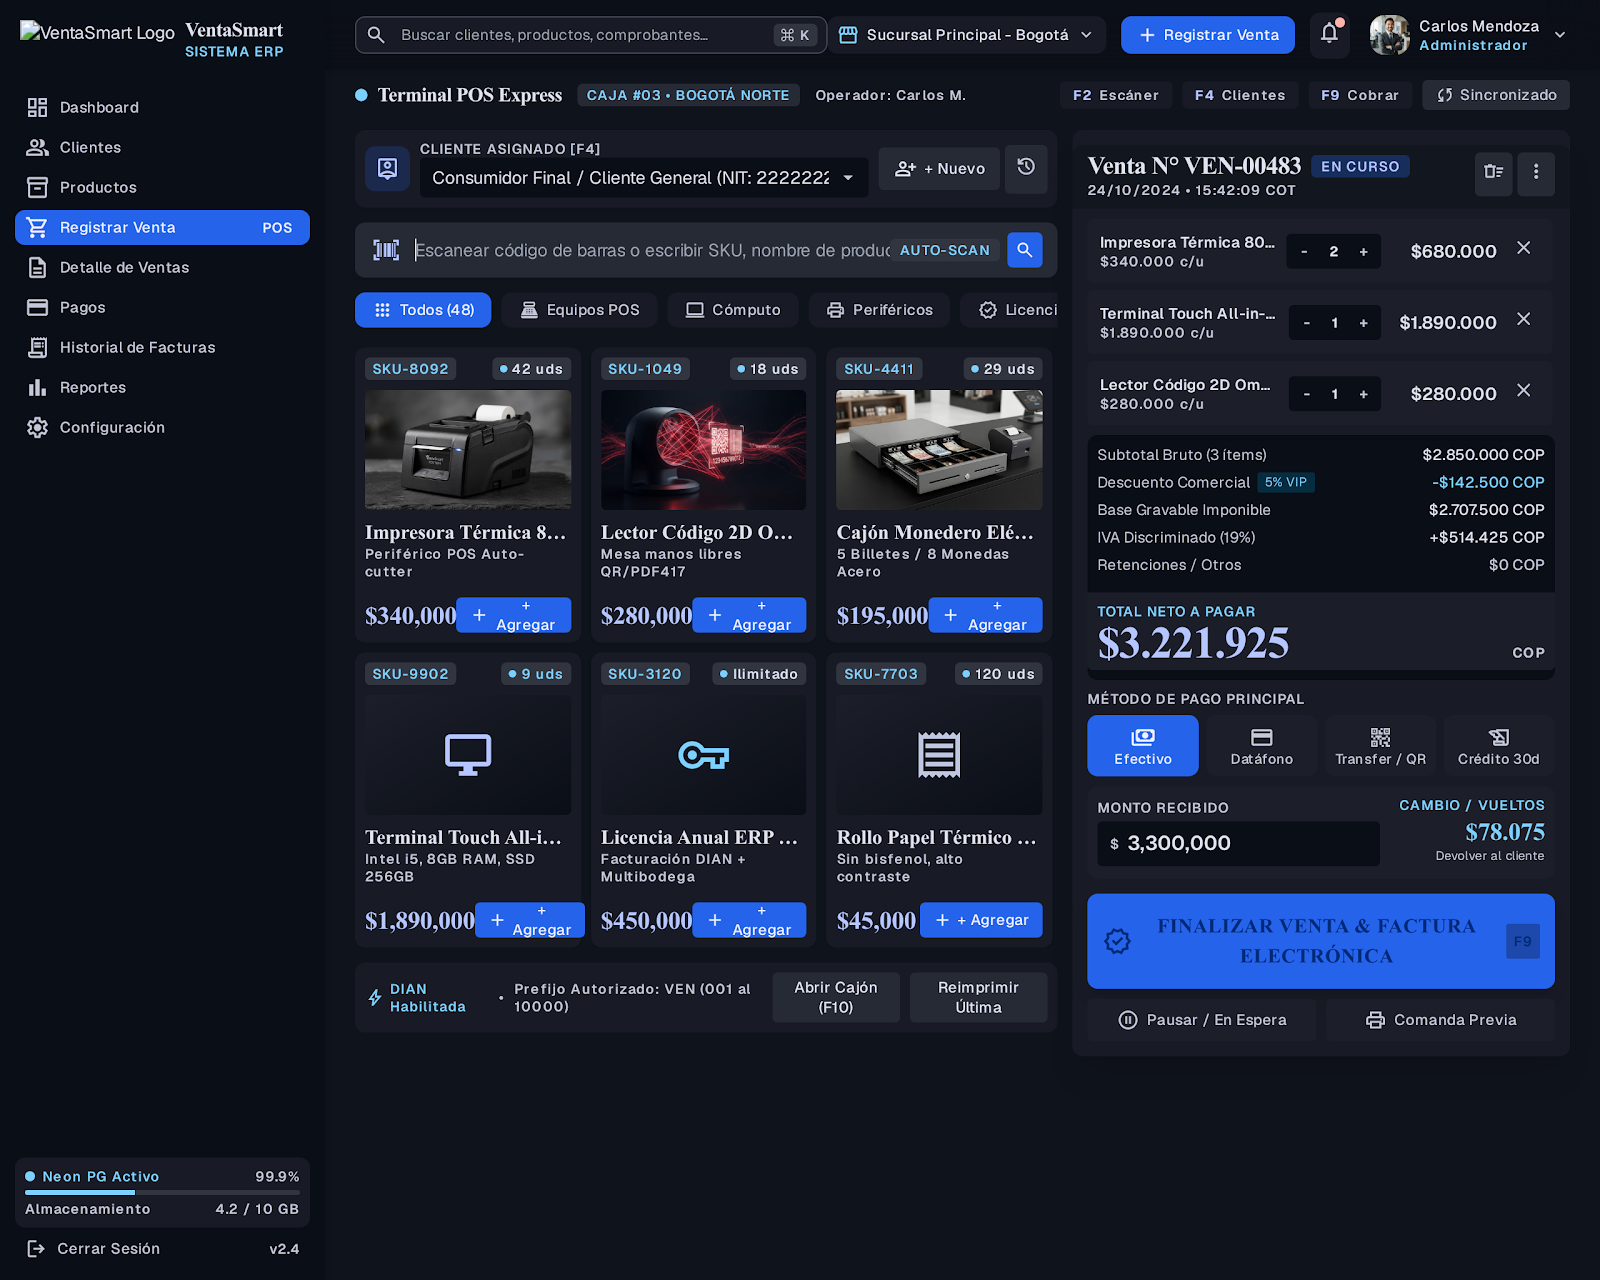 VentaSmart Logo
VentaSmart
SISTEMA ERP
Buscar clientes, productos, comprobantes...
⌘ K
Sucursal Principal - Bogotá
Registrar Venta
Carlos Mendoza
Administrador
Dashboard
Clientes
Productos
Registrar Venta
POS
Detalle de Ventas
Pagos
Historial de Facturas
Reportes
Configuración
Neon PG Activo
99.9%
Almacenamiento
4.2 / 10 GB
Cerrar Sesión
v2.4
Terminal POS Express
CAJA #03 • BOGOTÁ NORTE
Operador: Carlos M.
F2 Escáner
F4 Clientes
F9 Cobrar
Sincronizado
CLIENTE ASIGNADO [F4]
Consumidor Final / Cliente General (NIT: 2222222
+ Nuevo
Escanear código de barras o escribir SKU, nombre de produc
AUTO-SCAN
Todos (48)
Equipos POS
Cómputo
Periféricos
Licenci
SKU-8092
42 uds
Impresora Térmica 8...
Periférico POS Auto-
cutter
$340,000
+
Agregar
SKU-1049
18 uds
Lector Código 2D O...
Mesa manos libres
QR/PDF417
$280,000
+
Agregar
SKU-4411
29 uds
Cajón Monedero Elé...
5 Billetes / 8 Monedas
Acero
$195,000
+
Agregar
SKU-9902
9 uds
Terminal Touch All-i...
Intel i5, 8GB RAM, SSD
256GB
$1,890,000
+
Agregar
SKU-3120
Ilimitado
Licencia Anual ERP ...
Facturación DIAN +
Multibodega
$450,000
+
Agregar
SKU-7703
120 uds
Rollo Papel Térmico ...
Sin bisfenol, alto
contraste
$45,000
+ Agregar
DIAN
Habilitada
•
Prefijo Autorizado: VEN (001 al
10000)
Abrir Cajón
(F10)
Reimprimir
Última
Venta N° VEN-00483
EN CURSO
24/10/2024 • 15:42:09 COT
Impresora Térmica 80...
$340.000 c/u
- 2 +
$680.000
Terminal Touch All-in-...
$1.890.000 c/u
- 1 +
$1.890.000
Lector Código 2D Om...
$280.000 c/u
- 1 +
$280.000
Subtotal Bruto (3 ítems)
$2.850.000 COP
Descuento Comercial
5% VIP
-$142.500 COP
Base Gravable Imponible
$2.707.500 COP
IVA Discriminado (19%)
+$514.425 COP
Retenciones / Otros
$0 COP
TOTAL NETO A PAGAR
$3.221.925
COP
MÉTODO DE PAGO PRINCIPAL
Efectivo
Datáfono
Transfer / QR
Crédito 30d
MONTO RECIBIDO
$ 3,300,000
CAMBIO / VUELTOS
$78.075
Devolver al cliente
FINALIZAR VENTA & FACTURA
ELECTRÓNICA
F9
Pausar / En Espera
Comanda Previa